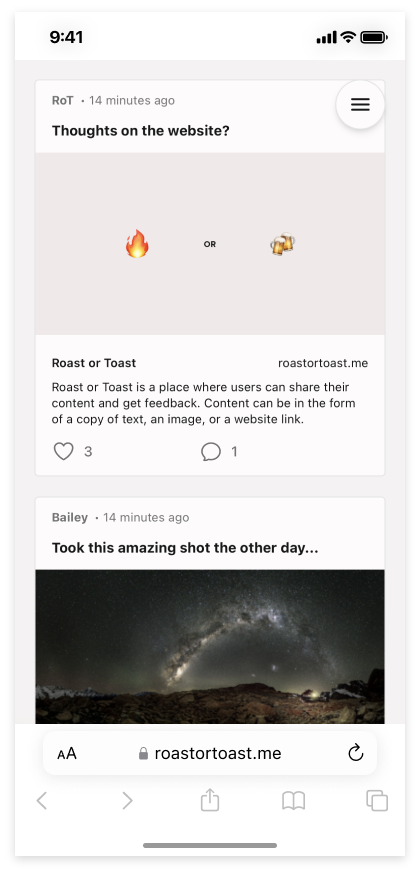 9:41
RoT • 14 minutes ago
Thoughts on the website?
OR
Roast or Toast roastortoast.me
Roast or Toast is a place where users can share their
content and get feedback. Content can be in the form
of a copy of text, an image, or a website link.
3 1
Bailey • 14 minutes ago
Took this amazing shot the other day...
AA roastortoast.me